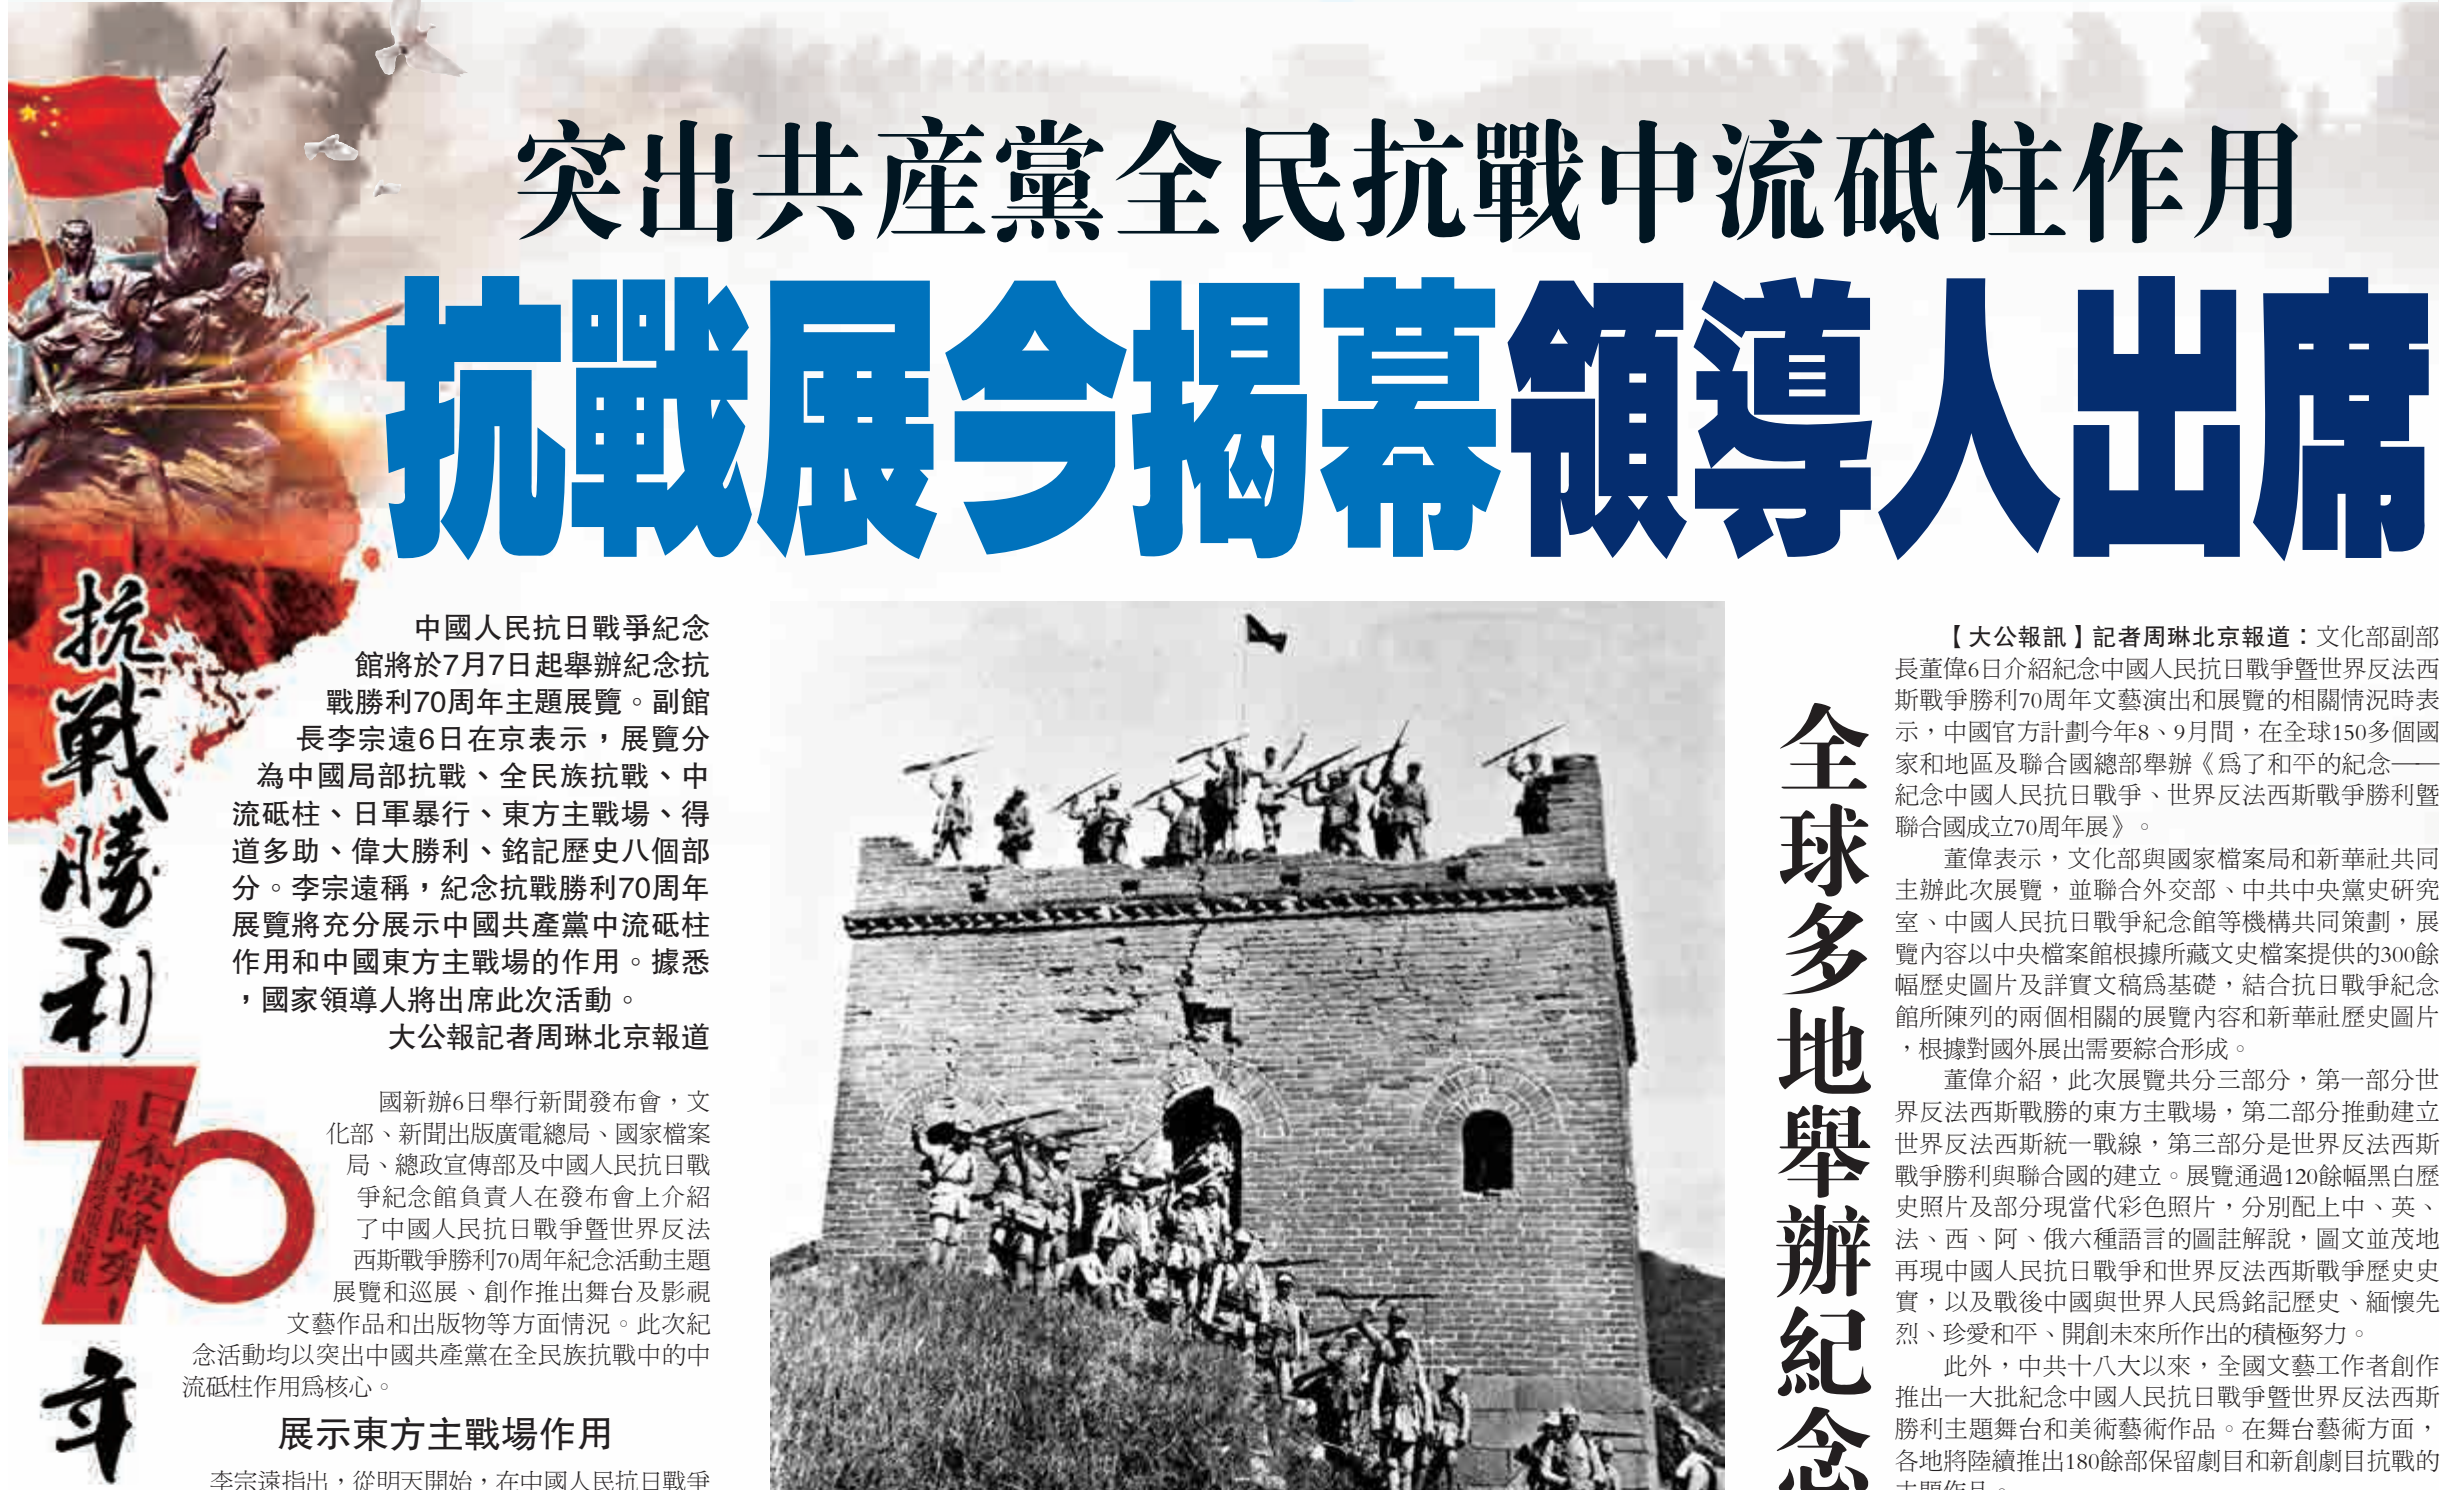 突出共産黨全民抗戰中流砥柱作用
抗戰展今揭幕領導人出席
抗戰勝利70年
日本投降矣！
中國人民抗日戰爭紀念
館將於7月7日起舉辦紀念抗
戰勝利70周年主題展覽。副館
長李宗遠6日在京表示，展覽分
為中國局部抗戰、全民族抗戰、中
流砥柱、日軍暴行、東方主戰場、得
道多助、偉大勝利、銘記歷史八個部
分。李宗遠稱，紀念抗戰勝利70周年
展覽將充分展示中國共產黨中流砥柱
作用和中國東方主戰場的作用。據悉
，國家領導人將出席此次活動。
大公報記者周琳北京報道
國新辦6日舉行新聞發布會，文
化部、新聞出版廣電總局、國家檔案
局、總政宣傳部及中國人民抗日戰
爭紀念館負責人在發布會上介紹
了中國人民抗日戰爭暨世界反法
西斯戰爭勝利70周年紀念活動主題
展覽和巡展、創作推出舞台及影視
文藝作品和出版物等方面情況。此次紀
念活動均以突出中國共產黨在全民族抗戰中的中
流砥柱作用爲核心。
展示東方主戰場作用
李宗遠指出，從明天開始，在中國人民抗日戰爭
全球多地舉辦紀念
【大公報訊】記者周琳北京報道：文化部副部
長董偉6日介紹紀念中國人民抗日戰爭暨世界反法西
斯戰爭勝利70周年文藝演出和展覽的相關情況時表
示，中國官方計劃今年8、9月間，在全球150多個國
家和地區及聯合國總部舉辦《爲了和平的紀念——
紀念中國人民抗日戰爭、世界反法西斯戰爭勝利暨
聯合國成立70周年展》。
董偉表示，文化部與國家檔案局和新華社共同
主辦此次展覽，並聯合外交部、中共中央黨史研究
室、中國人民抗日戰爭紀念館等機構共同策劃，展
覽內容以中央檔案館根據所藏文史檔案提供的300餘
幅歷史圖片及詳實文稿爲基礎，結合抗日戰爭紀念
館所陳列的兩個相關的展覽內容和新華社歷史圖片
，根據對國外展出需要綜合形成。
董偉介紹，此次展覽共分三部分，第一部分世
界反法西斯戰勝的東方主戰場，第二部分推動建立
世界反法西斯統一戰線，第三部分是世界反法西斯
戰爭勝利與聯合國的建立。展覽通過120餘幅黑白歷
史照片及部分現當代彩色照片，分別配上中、英、
法、西、阿、俄六種語言的圖註解說，圖文並茂地
再現中國人民抗日戰爭和世界反法西斯戰爭歷史史
實，以及戰後中國與世界人民爲銘記歷史、緬懷先
烈、珍愛和平、開創未來所作出的積極努力。
此外，中共十八大以來，全國文藝工作者創作
推出一大批紀念中國人民抗日戰爭暨世界反法西斯
勝利主題舞台和美術藝術作品。在舞台藝術方面，
各地將陸續推出180餘部保留劇目和新創劇目抗戰的
主題作品。